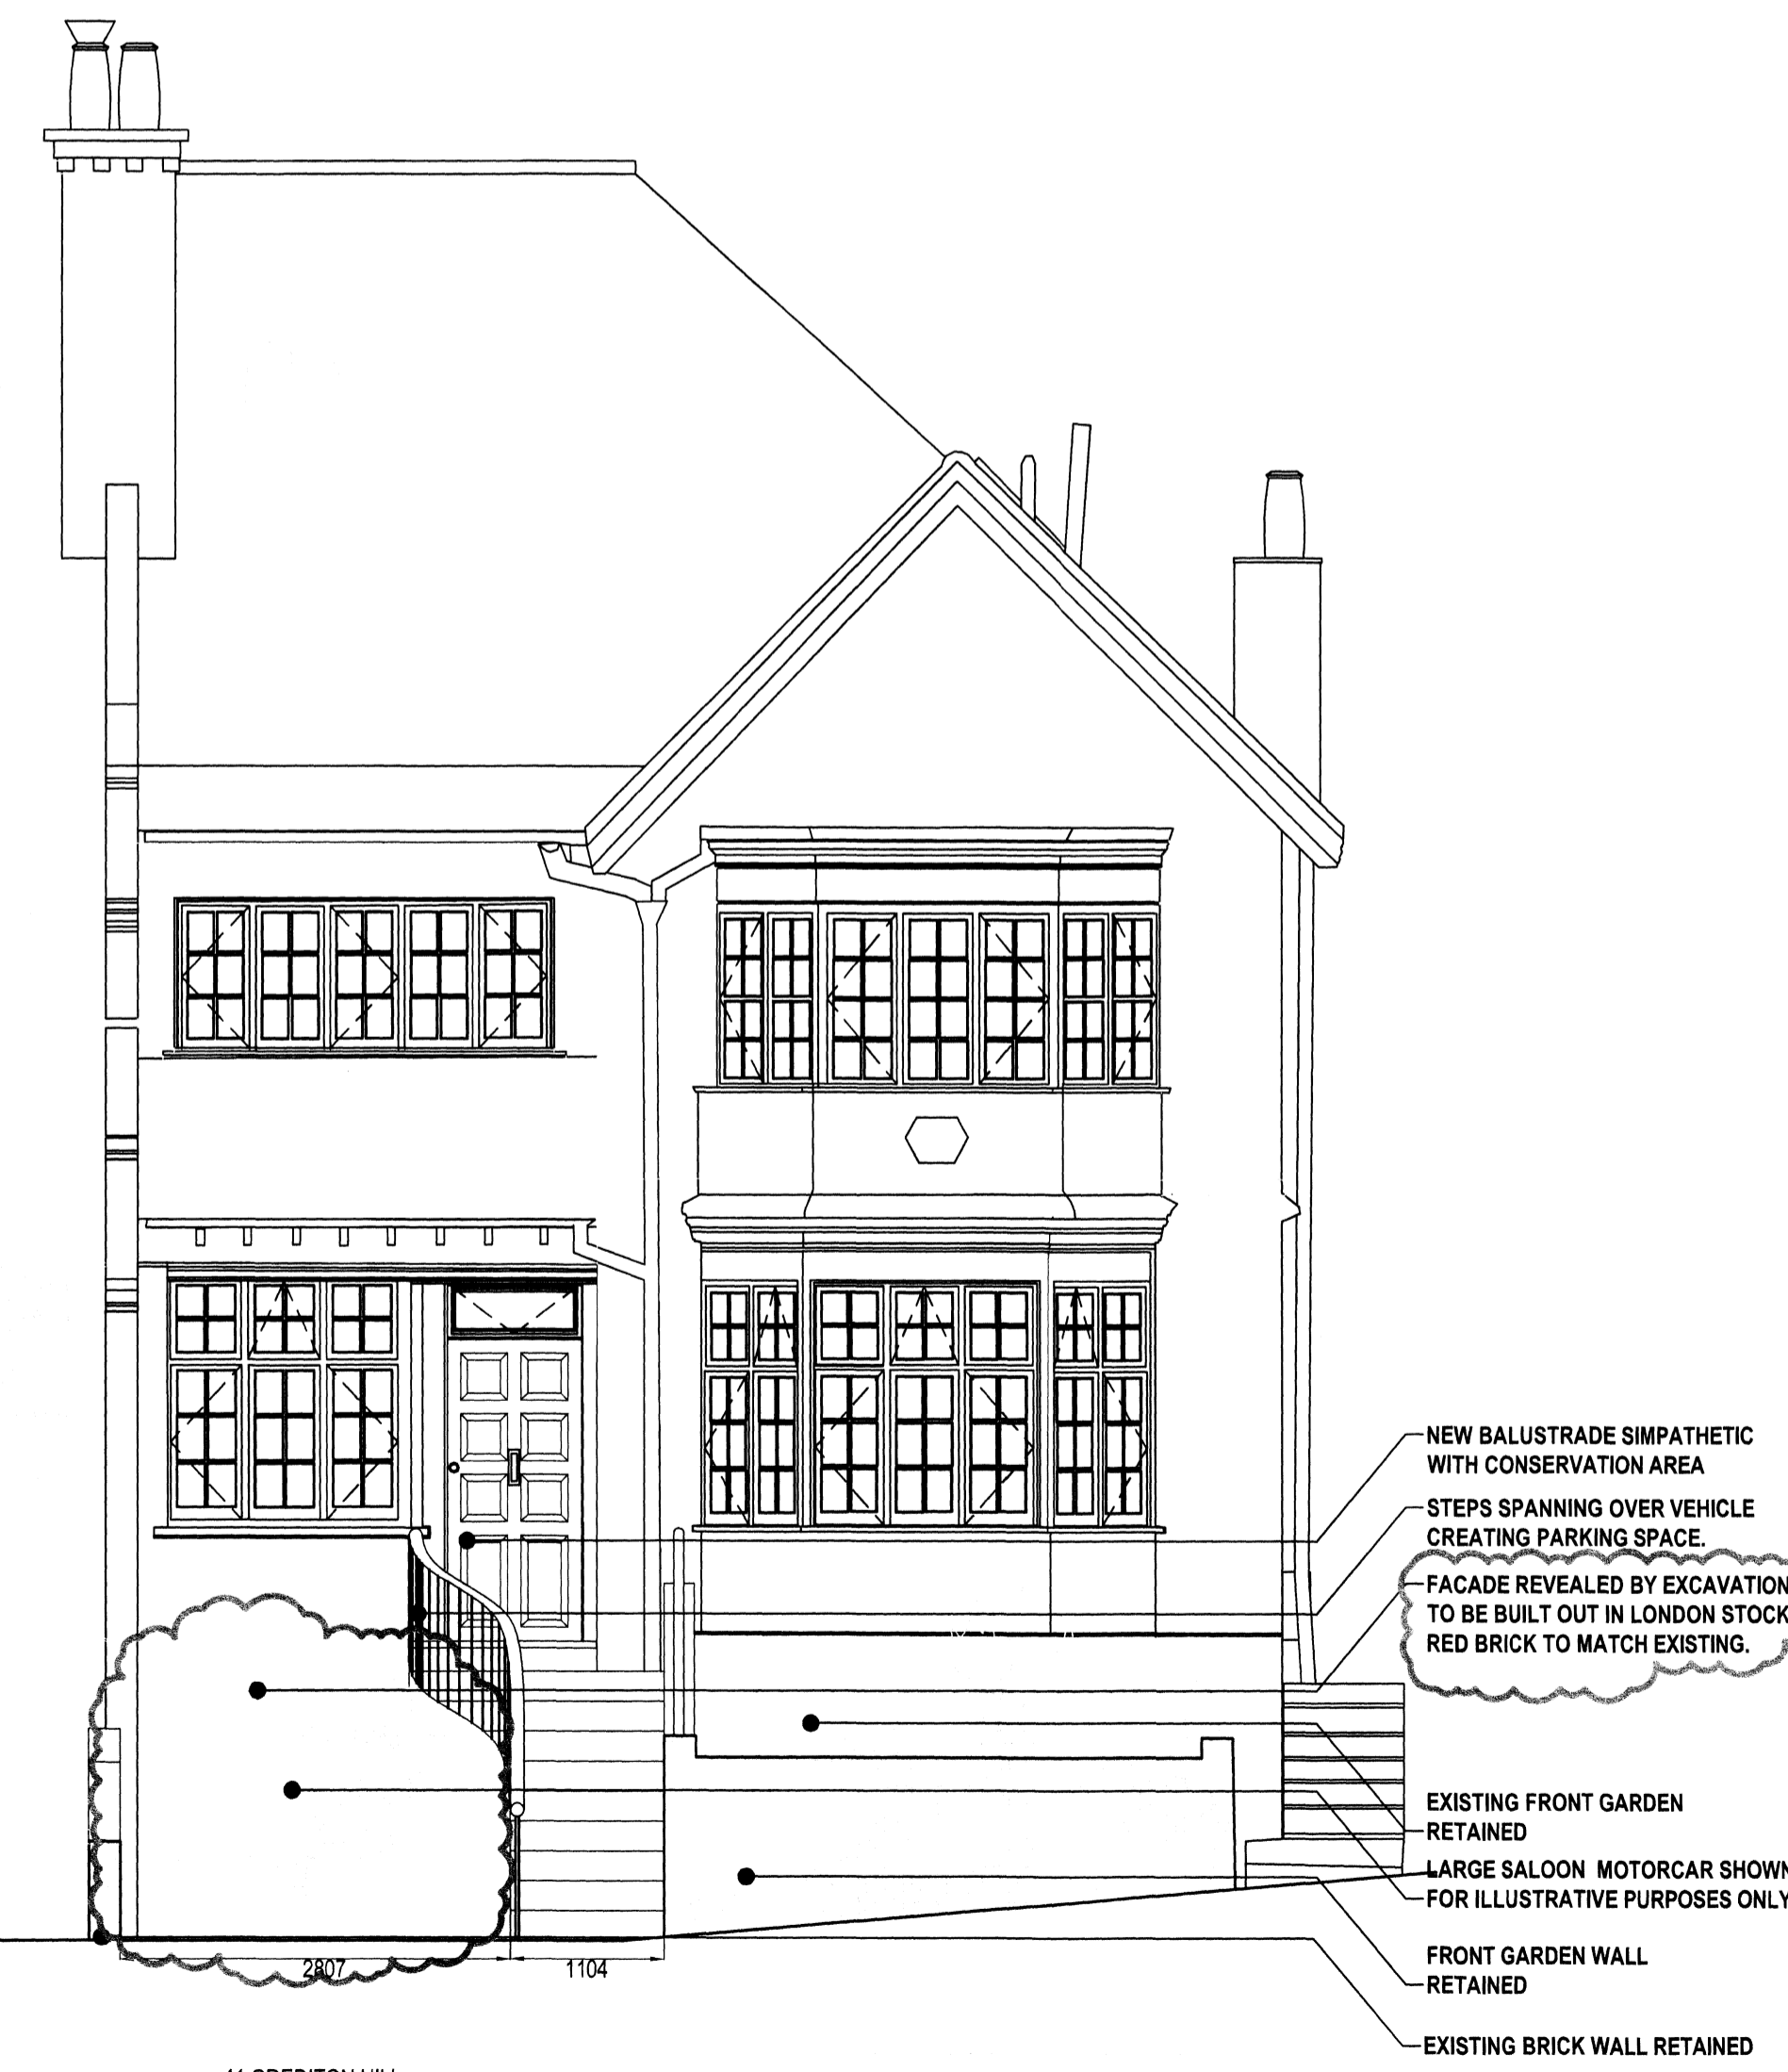 NEW BALUSTRADE SIMPATHETIC
WITH CONSERVATION AREA
STEPS SPANNING OVER VEHICLE
CREATING PARKING SPACE.
FACADE REVEALED BY EXCAVATION
TO BE BUILT OUT IN LONDON STOCK
RED BRICK TO MATCH EXISTING.
EXISTING FRONT GARDEN
RETAINED
LARGE SALOON MOTORCAR SHOWN
FOR ILLUSTRATIVE PURPOSES ONLY
FRONT GARDEN WALL
RETAINED
EXISTING BRICK WALL RETAINED
2807
1104